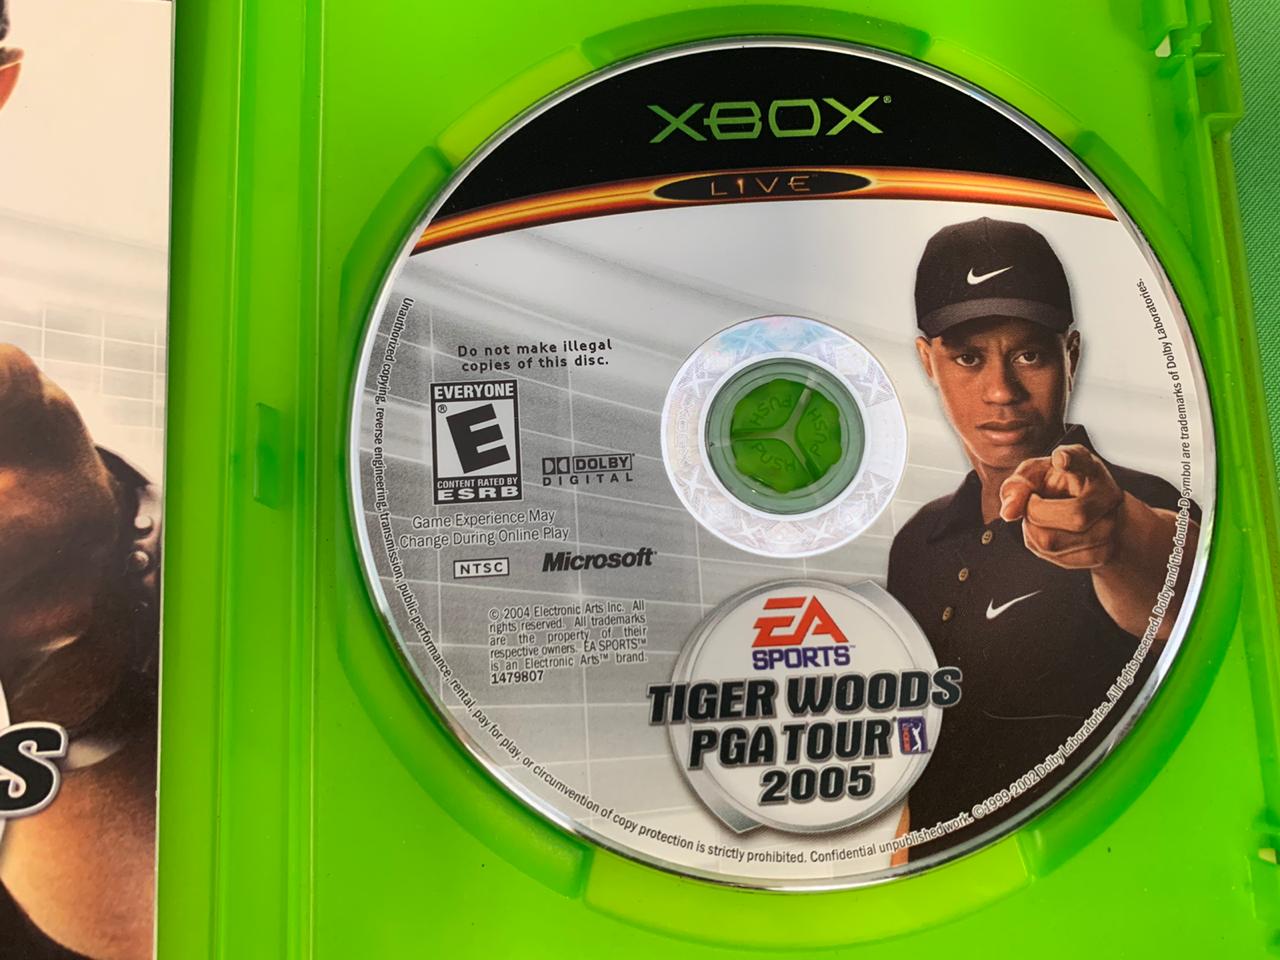 XBOX®
LIVE™
Do not make illegal
copies of this disc.
EVERYONE
E®
CONTENT RATED BY
ESRB
DOLBY
DIGITAL
Game Experience May
Change During Online Play
NTSC
Microsoft®
© 2004 Electronic Arts Inc. All
rights reserved. All trademarks
are the property of their
respective owners. EA SPORTS™
is an Electronic Arts™ brand.
1479807
EA
SPORTS™
TIGER WOODS
PGA TOUR®
2005
Unauthorized copying, reverse engineering, transmission, public performance, rental, pay for play, or circumvention of copy protection is strictly prohibited. Confidential unpublished work. ©1999-2002 Dolby Laboratories. All rights reserved. Dolby and the double-D symbol are trademarks of Dolby Laboratories.
PUSH
PUSH
PUSH
S